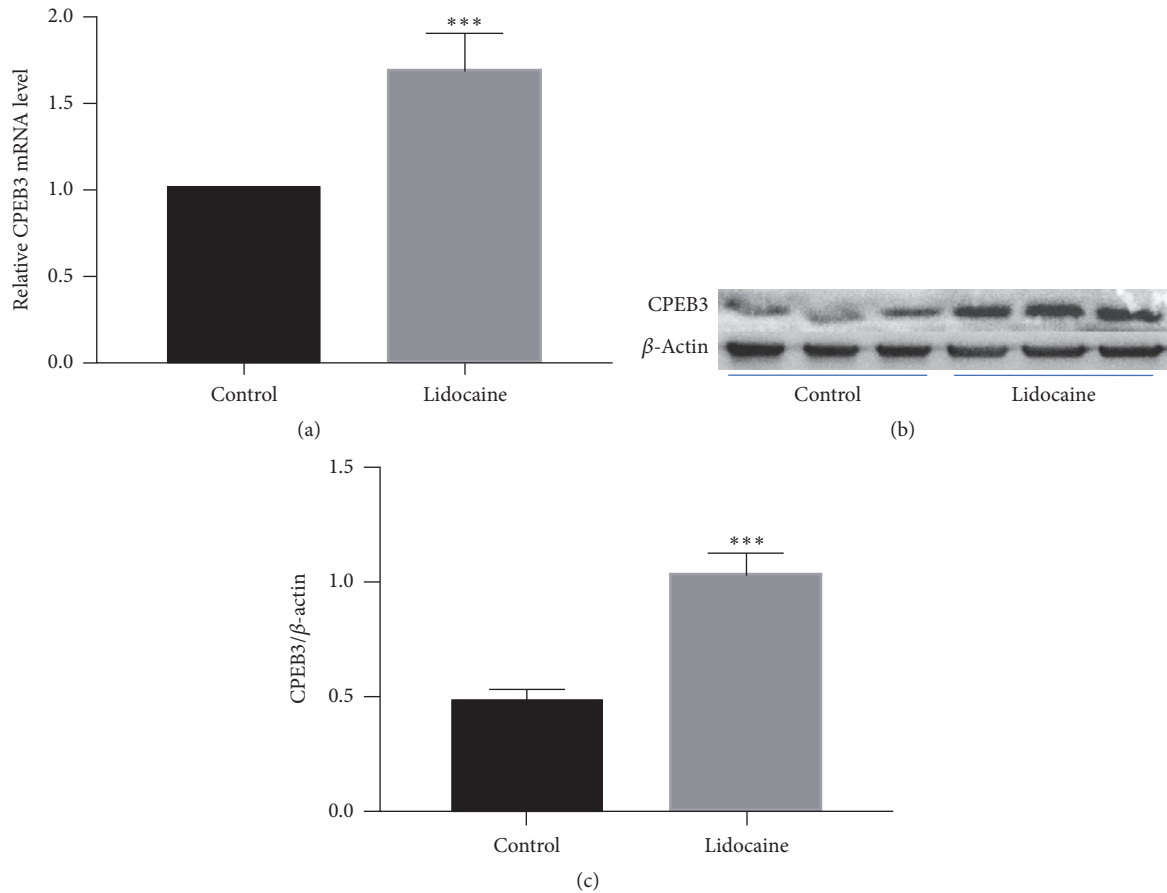 2.0
1.5
1.0
0.5
0.0
Relative CPEB3 mRNA level
***
Control
Lidocaine
(a)
CPEB3
β-Actin
Control
Lidocaine
(b)
1.5
1.0
0.5
0.0
CPEB3/β-actin
***
Control
Lidocaine
(c)